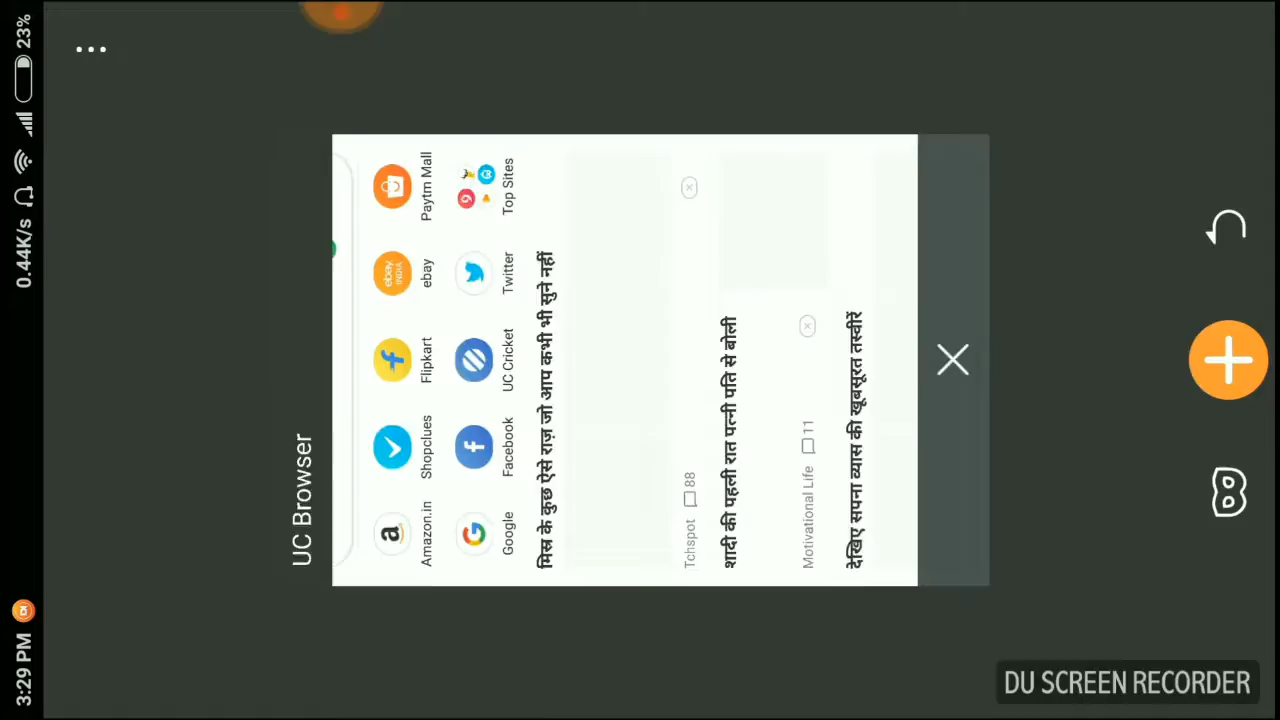 3:29 PM
0.44K/s
23%
UC Browser
Amazon.in
Shopclues
Flipkart
ebay
Paytm Mall
ebay
INDIA
Google
Facebook
UC Cricket
Twitter
Top Sites
मिस्र के कुछ ऐसे राज़ जो आप कभी भी सुने नहीं
Tchspot 88
शादी की पहली रात पत्नी पति से बोली
Motivational Life 11
देखिए सपना व्यास की खूबसूरत तस्वीरें
DU SCREEN RECORDER